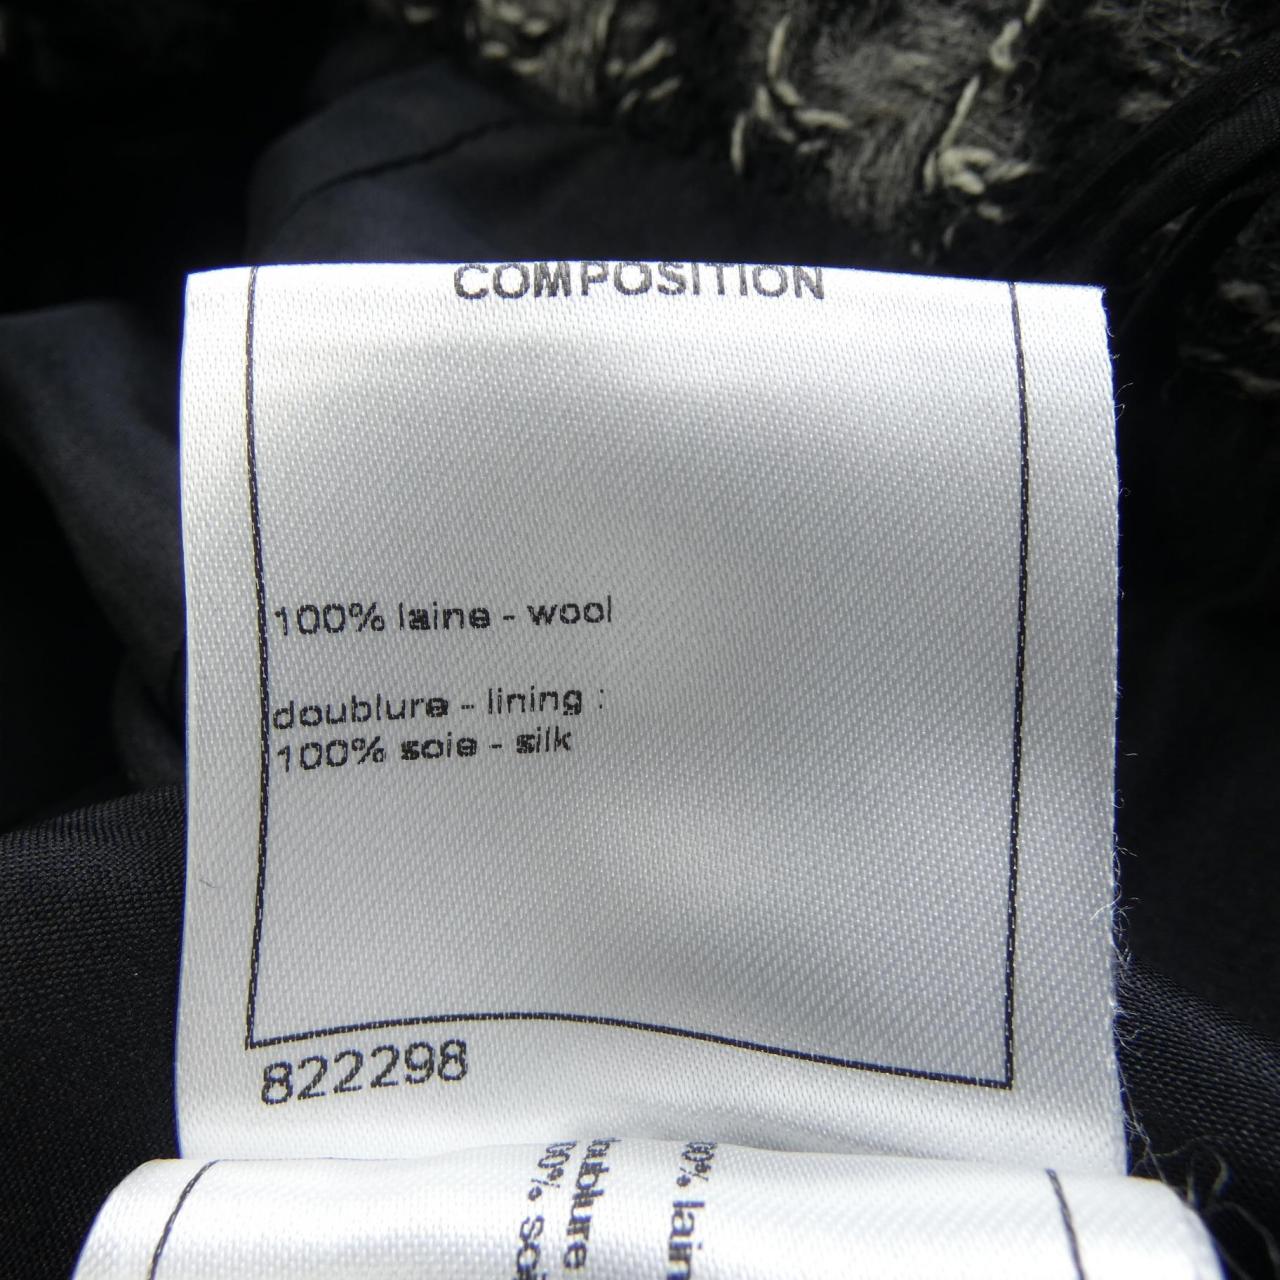 COMPOSITION
100% laine - wool
doublure - lining :
100% soie - silk
822298